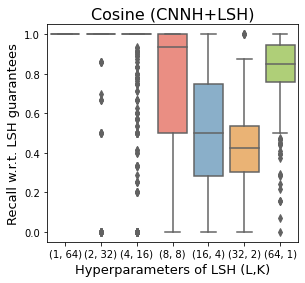 Cosine (CNNH+LSH)
Recall w.r.t. LSH guarantees
1.0
0.8
0.6
0.4
0.2
0.0
(1, 64) (2, 32) (4, 16) (8, 8) (16, 4) (32, 2) (64, 1)
Hyperparameters of LSH (L,K)